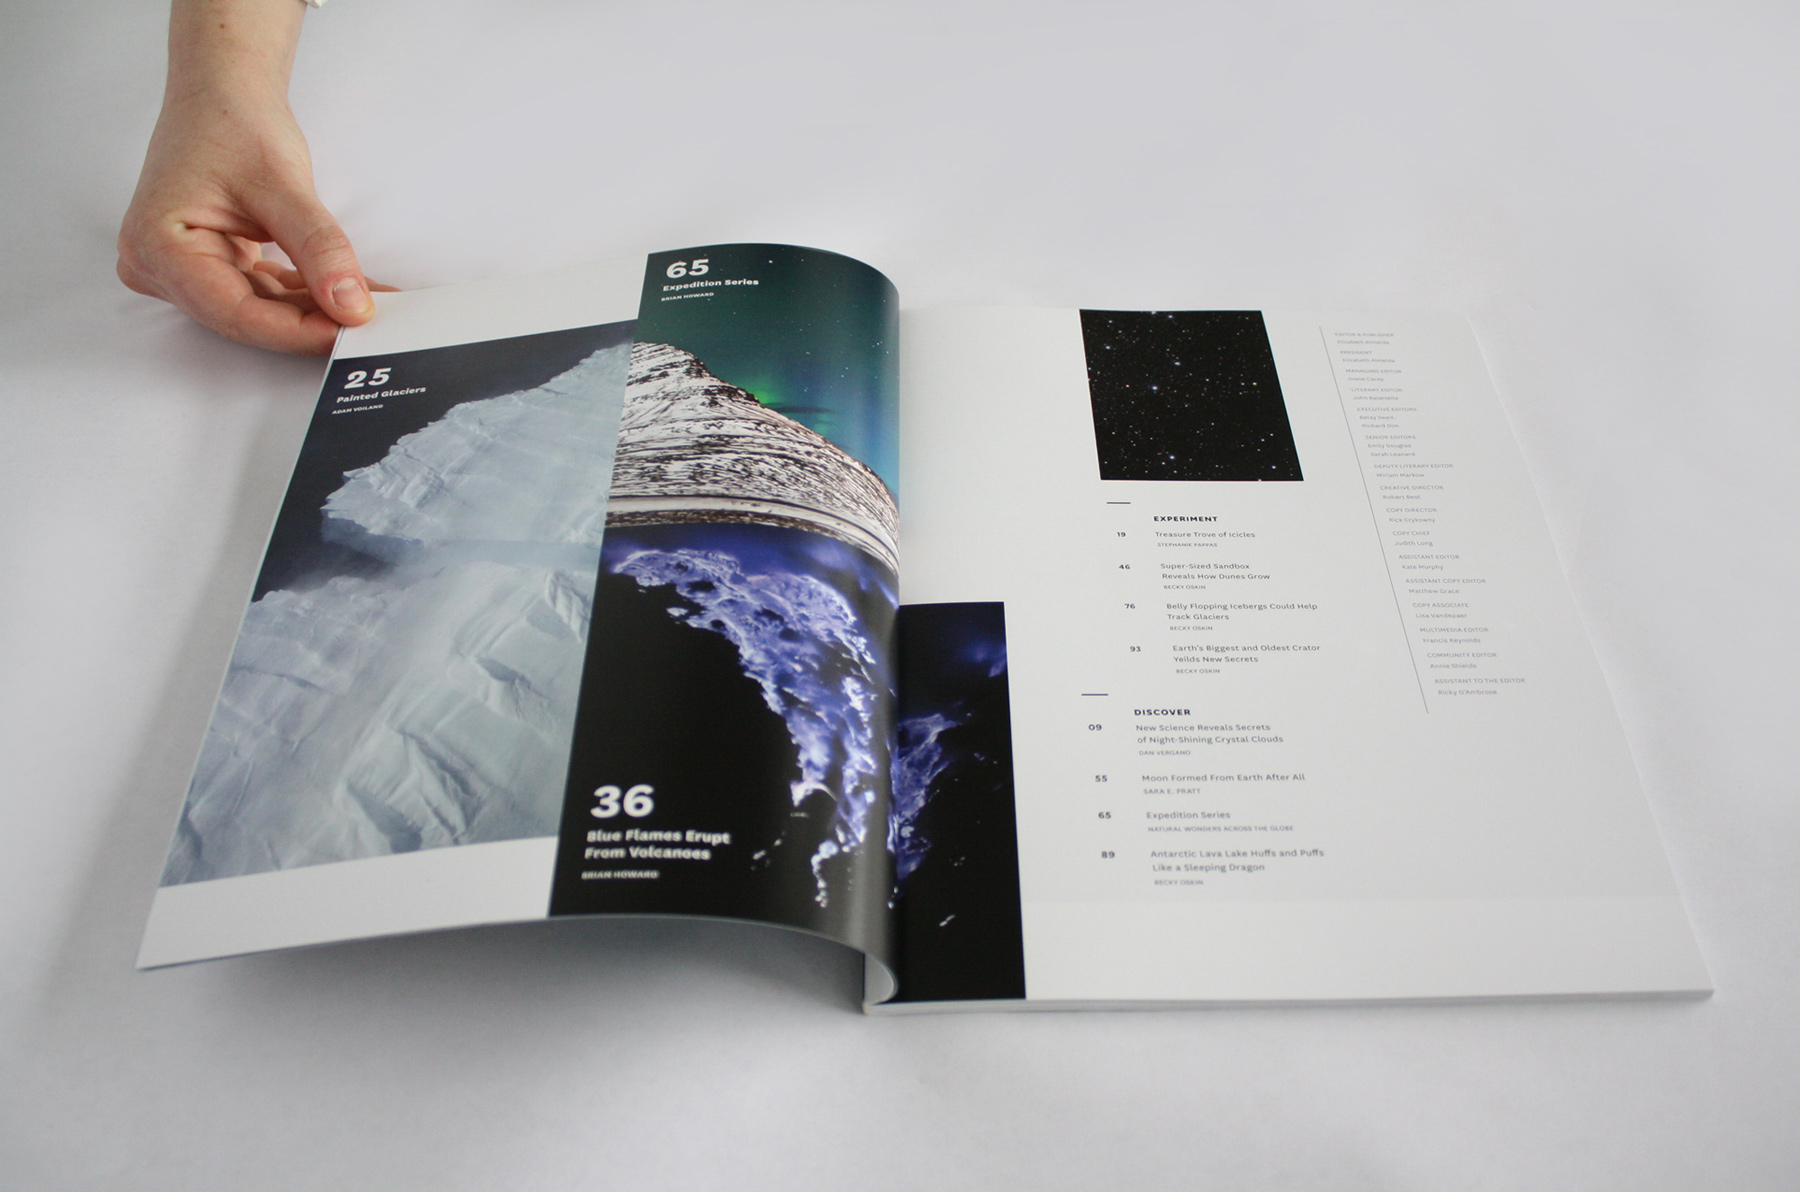 65
Expedition Series
BRIAN HOWARD
25
Painted Glaciers
ADAM VOILAND
36
Blue Flames Erupt
From Volcanoes
BRIAN HOWARD
EXPERIMENT
19 Treasure Trove of Icicles
STEPHANIE PAPPAS
46 Super-Sized Sandbox
Reveals How Dunes Grow
BECKY OSKIN
76 Belly Flopping Icebergs Could Help
Track Glaciers
BECKY OSKIN
93 Earth's Biggest and Oldest Crator
Yeilds New Secrets
BECKY OSKIN
DISCOVER
09 New Science Reveals Secrets
of Night-Shining Crystal Clouds
DAN VERGANO
55 Moon Formed From Earth After All
SARA E. PRATT
65 Expedition Series
NATURAL WONDERS ACROSS THE GLOBE
89 Antarctic Lava Lake Huffs and Puffs
Like a Sleeping Dragon
BECKY OSKIN
EDITOR & PUBLISHER
Elizabeth Almeida
PRESIDENT
Elizabeth Almeida
MANAGING EDITOR
LITERARY EDITOR
John
EXECUTIVE EDITORS
Betsy
Richard Dim
SENIOR EDITORS
Emily Douglas
Sarah Leonard
DEPUTY LITERARY EDITOR
Miriam Markow
CREATIVE DIRECTOR
Robert Best
COPY DIRECTOR
Rick
COPY CHIEF
Judith Long
ASSISTANT EDITOR
Kate Murphy
ASSISTANT COPY EDITOR
Matthew Grace
COPY ASSOCIATE
Lisa Vandepaer
MULTIMEDIA EDITOR
Francis Reynolds
COMMUNITY EDITOR
Annie Shields
ASSISTANT TO THE EDITOR
Ricky D'Ambrose